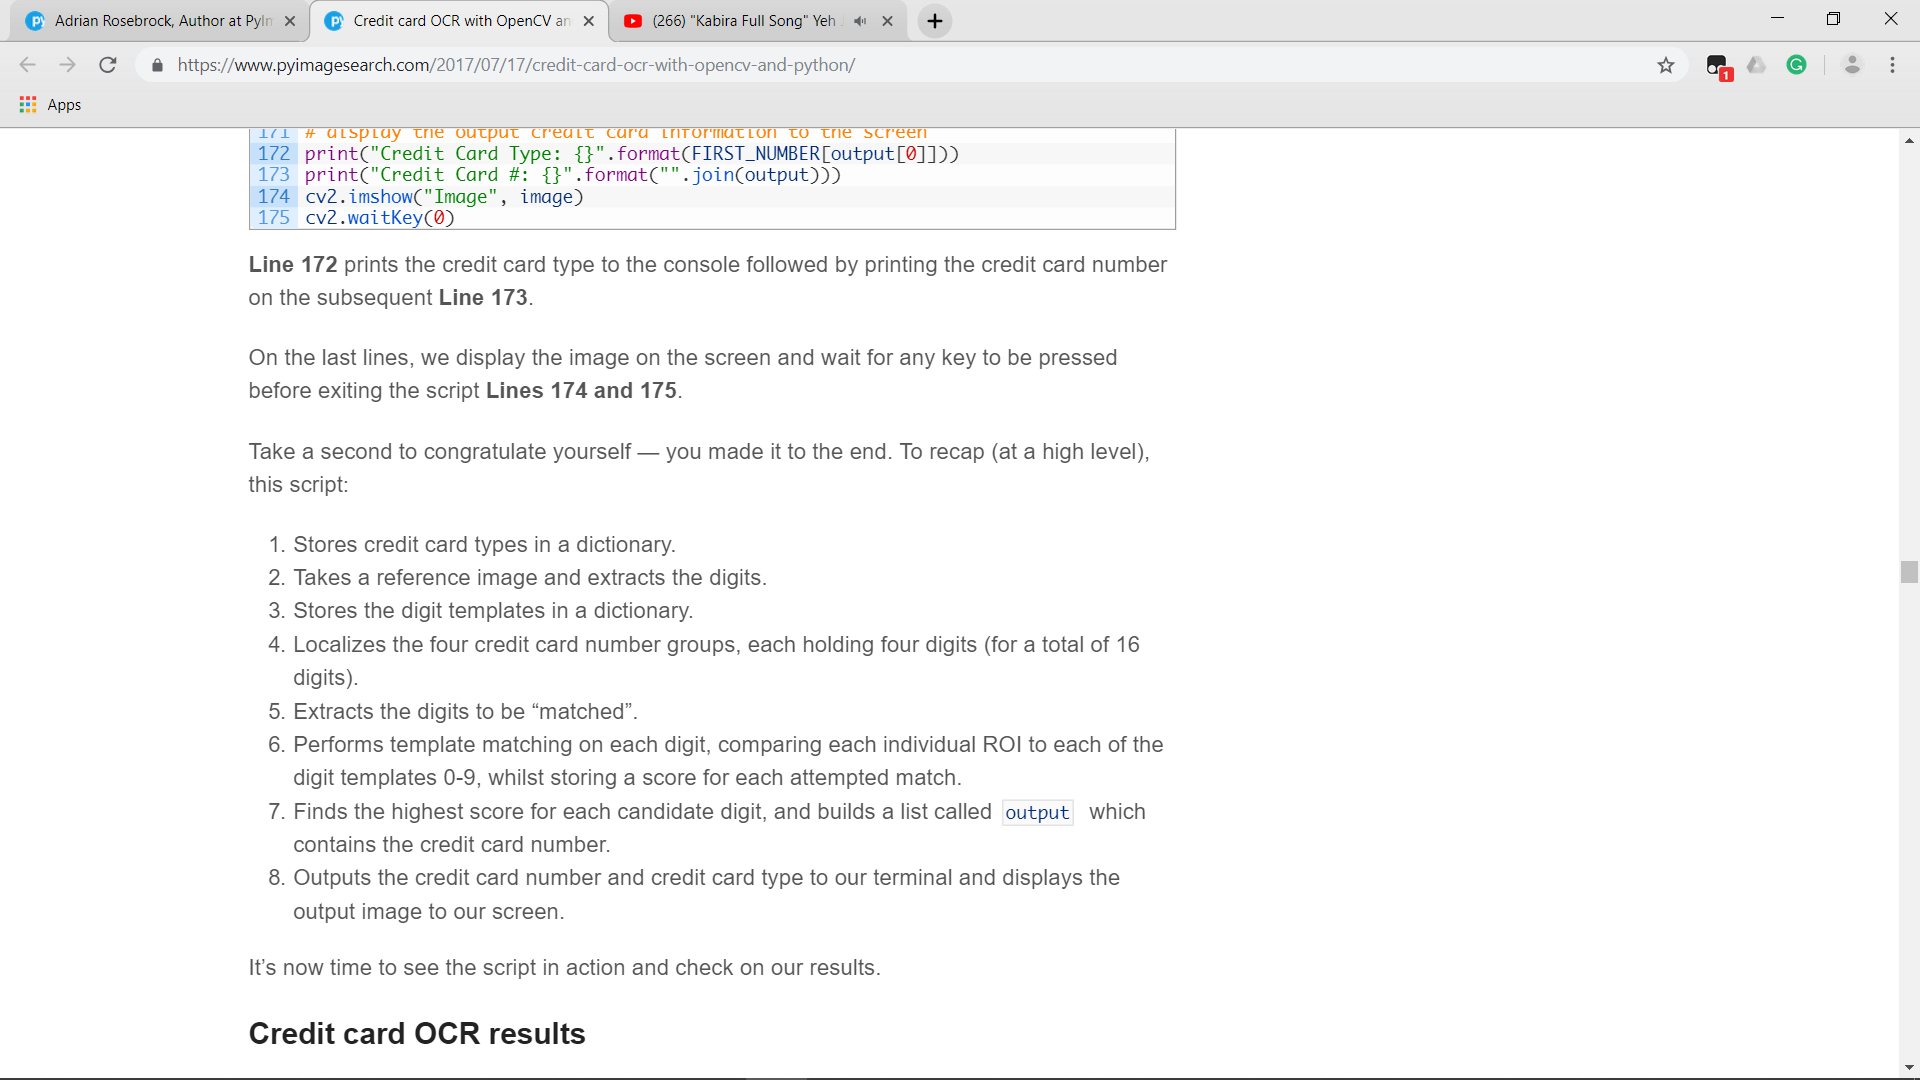 Adrian Rosebrock, Author at PyIm
Credit card OCR with OpenCV an
(266) "Kabira Full Song" Yeh J
https://www.pyimagesearch.com/2017/07/17/credit-card-ocr-with-opencv-and-python/
1
Apps
171 # display the output credit card information to the screen
172 print("Credit Card Type: {}".format(FIRST_NUMBER[output[0]]))
173 print("Credit Card #: {}".format("".join(output)))
174 cv2.imshow("Image", image)
175 cv2.waitKey(0)
Line 172 prints the credit card type to the console followed by printing the credit card number
on the subsequent Line 173.
On the last lines, we display the image on the screen and wait for any key to be pressed
before exiting the script Lines 174 and 175.
Take a second to congratulate yourself — you made it to the end. To recap (at a high level),
this script:
1. Stores credit card types in a dictionary.
2. Takes a reference image and extracts the digits.
3. Stores the digit templates in a dictionary.
4. Localizes the four credit card number groups, each holding four digits (for a total of 16
digits).
5. Extracts the digits to be “matched”.
6. Performs template matching on each digit, comparing each individual ROI to each of the
digit templates 0-9, whilst storing a score for each attempted match.
7. Finds the highest score for each candidate digit, and builds a list called output which
contains the credit card number.
8. Outputs the credit card number and credit card type to our terminal and displays the
output image to our screen.
It’s now time to see the script in action and check on our results.
Credit card OCR results